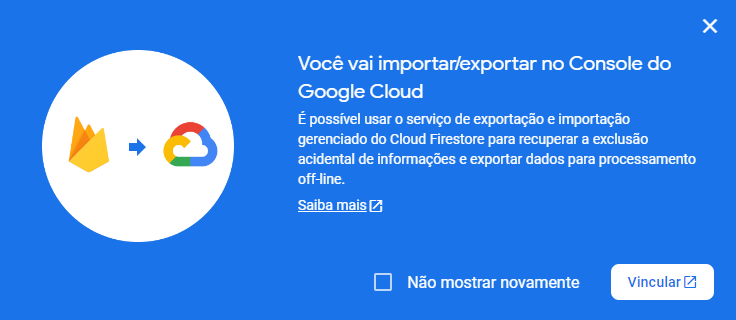 Você vai importar/exportar no Console do
Google Cloud
É possível usar o serviço de exportação e importação
gerenciado do Cloud Firestore para recuperar a exclusão
acidental de informações e exportar dados para processamento
off-line.
Saiba mais
Não mostrar novamente
Vincular